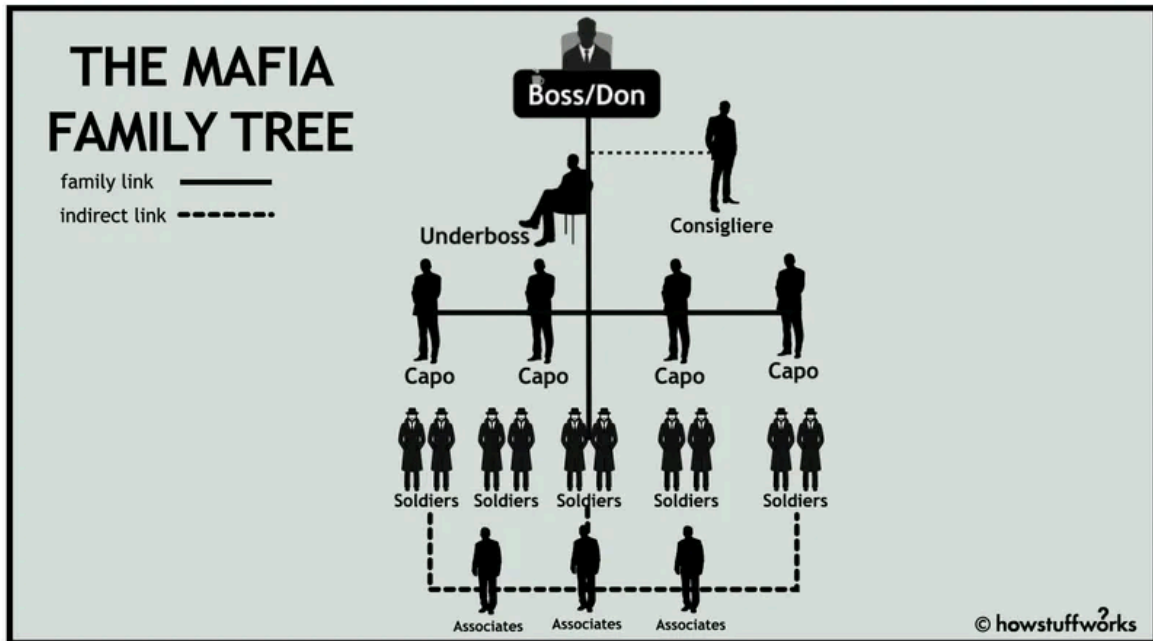 THE MAFIA
FAMILY TREE
family link
indirect link
Boss/Don
Underboss
Consigliere
Capo
Capo
Capo
Capo
Soldiers
Soldiers
Soldiers
Soldiers
Soldiers
Associates
Associates
Associates
© howstuffworks
?